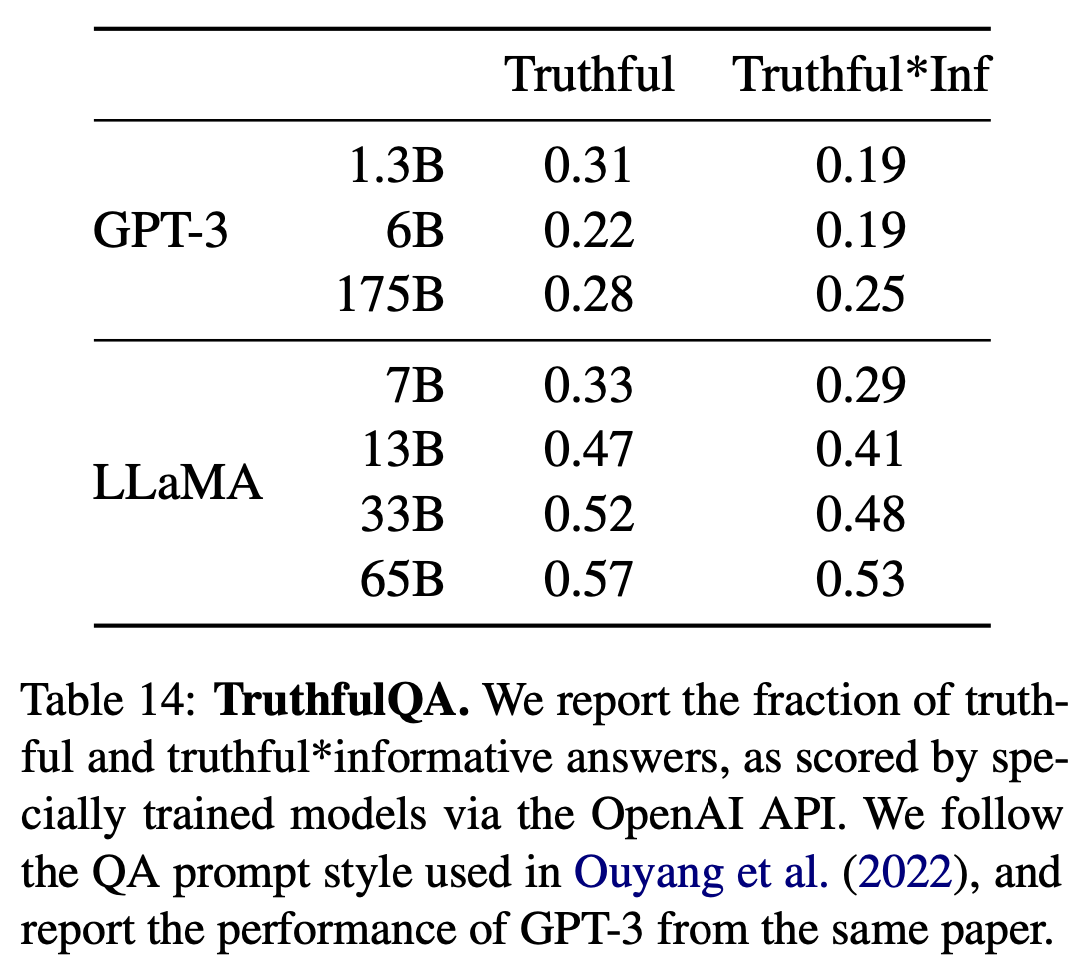 Truthful Truthful*Inf
1.3B 0.31 0.19
GPT-3 6B 0.22 0.19
175B 0.28 0.25
7B 0.33 0.29
13B 0.47 0.41
LLaMA
33B 0.52 0.48
65B 0.57 0.53
Table 14: TruthfulQA. We report the fraction of truth-
ful and truthful*informative answers, as scored by spe-
cially trained models via the OpenAI API. We follow
the QA prompt style used in Ouyang et al. (2022), and
report the performance of GPT-3 from the same paper.